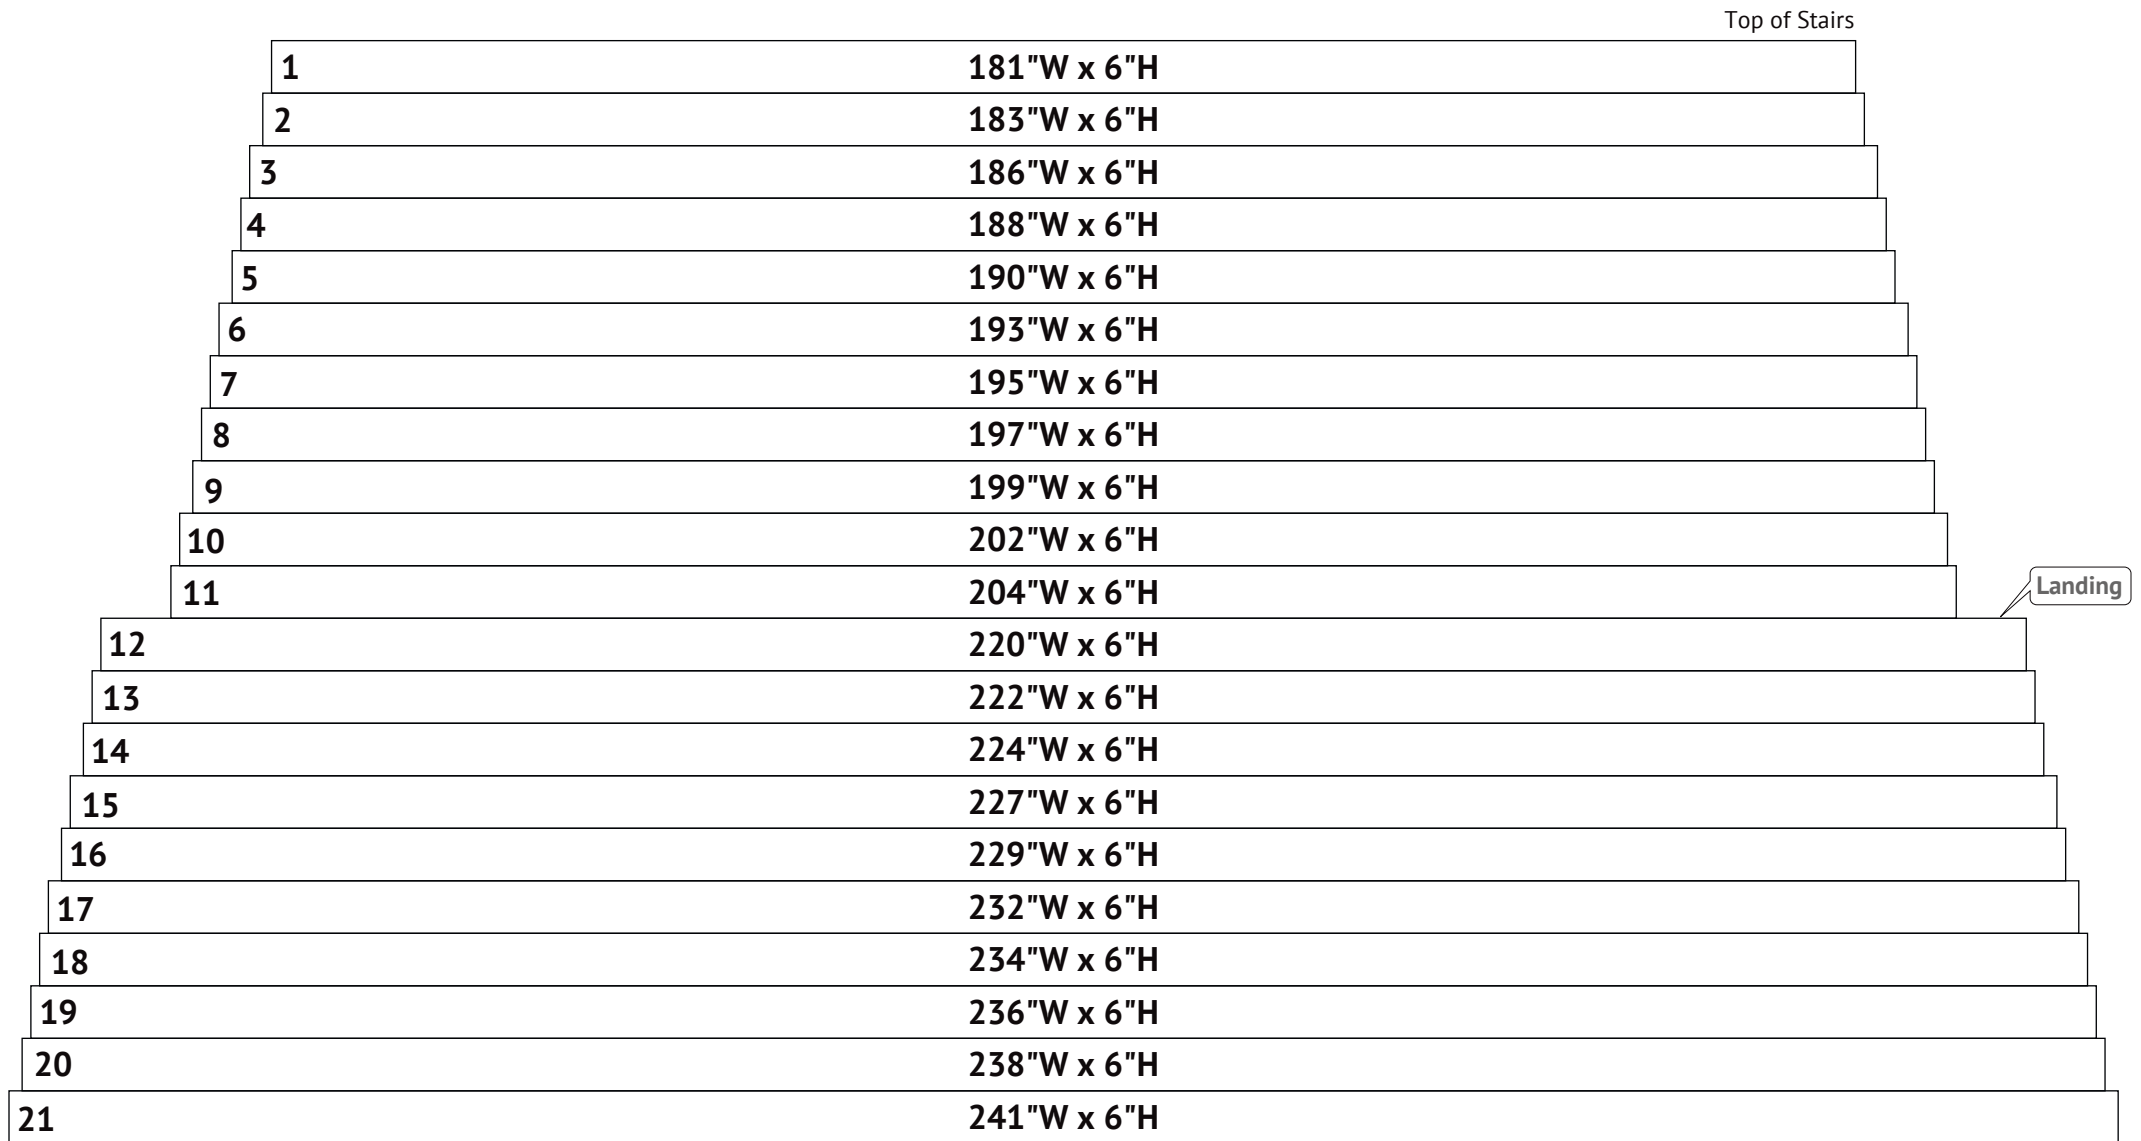 Top of Stairs
1 181"W x 6"H
2 183"W x 6"H
3 186"W x 6"H
4 188"W x 6"H
5 190"W x 6"H
6 193"W x 6"H
7 195"W x 6"H
8 197"W x 6"H
9 199"W x 6"H
10 202"W x 6"H
11 204"W x 6"H
Landing
12 220"W x 6"H
13 222"W x 6"H
14 224"W x 6"H
15 227"W x 6"H
16 229"W x 6"H
17 232"W x 6"H
18 234"W x 6"H
19 236"W x 6"H
20 238"W x 6"H
21 241"W x 6"H